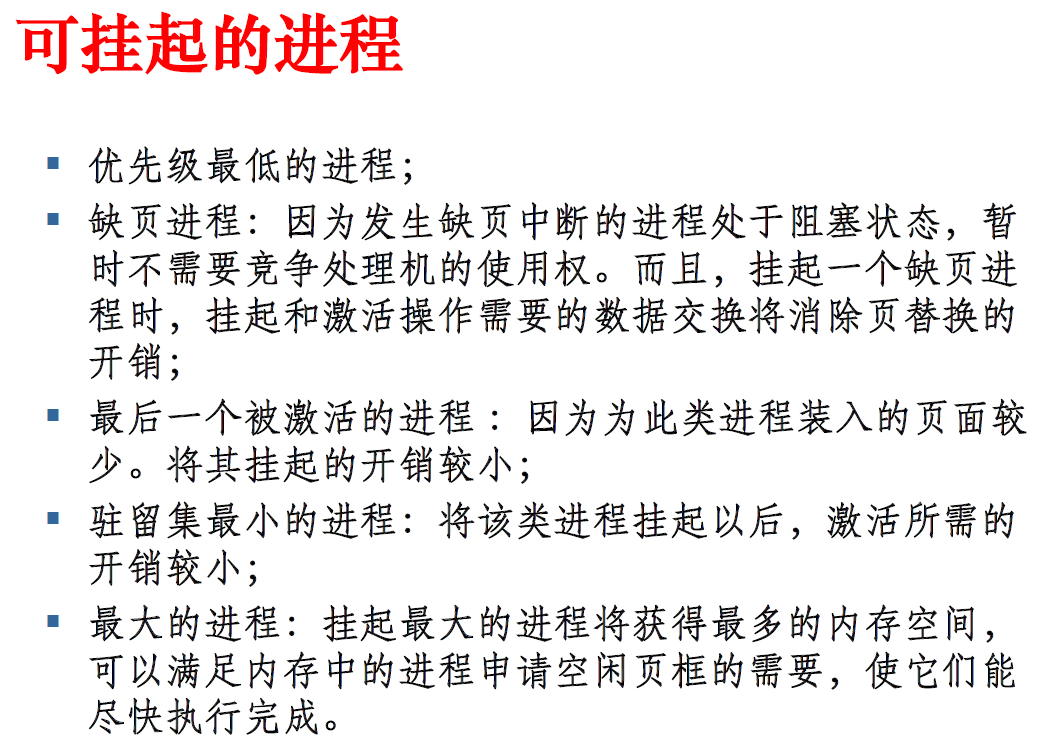 可挂起的进程
▪ 优先级最低的进程；
▪ 缺页进程：因为发生缺页中断的进程处于阻塞状态，暂
时不需要竞争处理机的使用权。而且，挂起一个缺页进
程时，挂起和激活操作需要的数据交换将消除页替换的
开销；
▪ 最后一个被激活的进程 ：因为为此类进程装入的页面较
少。将其挂起的开销较小；
▪ 驻留集最小的进程：将该类进程挂起以后，激活所需的
开销较小；
▪ 最大的进程：挂起最大的进程将获得最多的内存空间，
可以满足内存中的进程申请空闲页框的需要，使它们能
尽快执行完成。